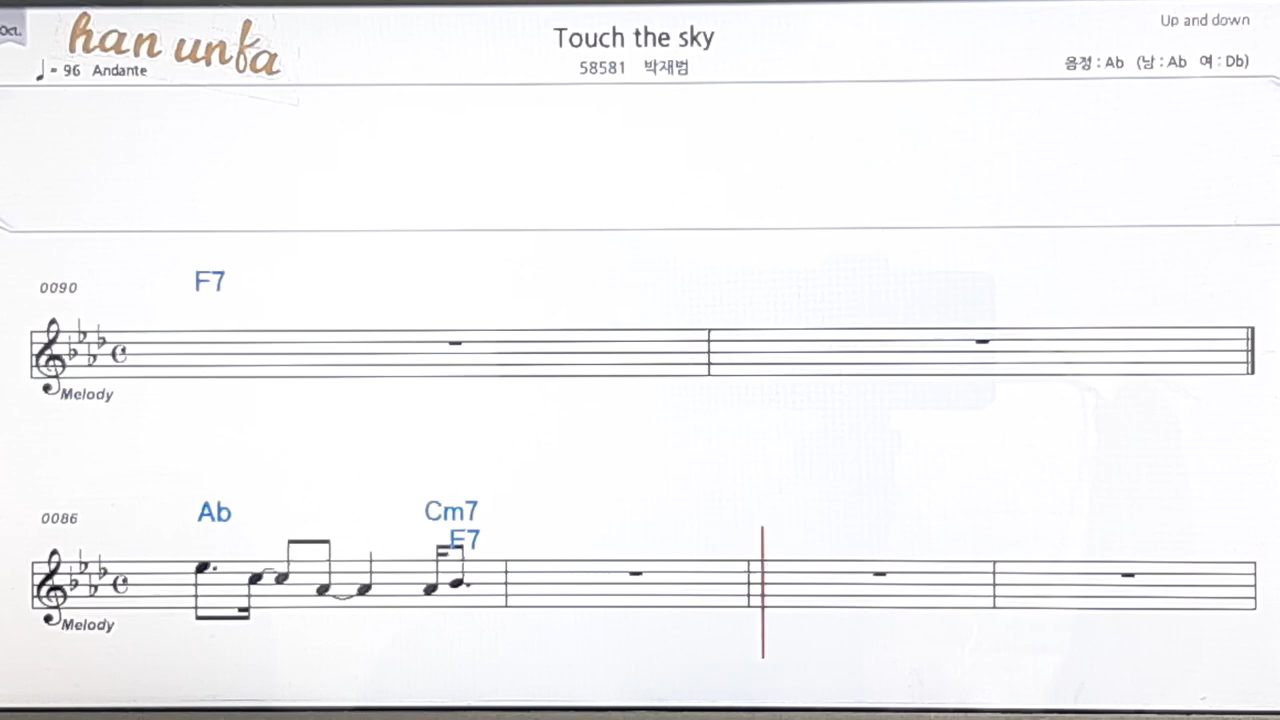 Oct.
han unfa
♩= 96 Andante
Touch the sky
58581 박재범
Up and down
음정 : Ab (남 : Ab 여 : Db)
0090
F7
Melody
0086
Ab
Cm7
F7
Melody